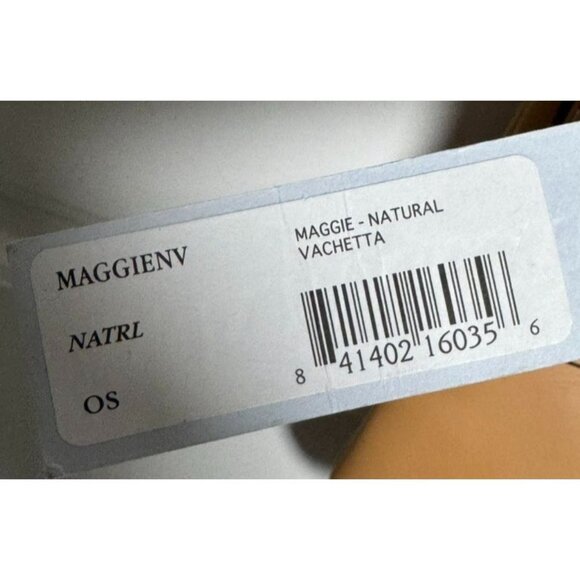 MAGGIENV
NATRL
OS
MAGGIE - NATURAL
VACHETTA
8 41402 16035 6